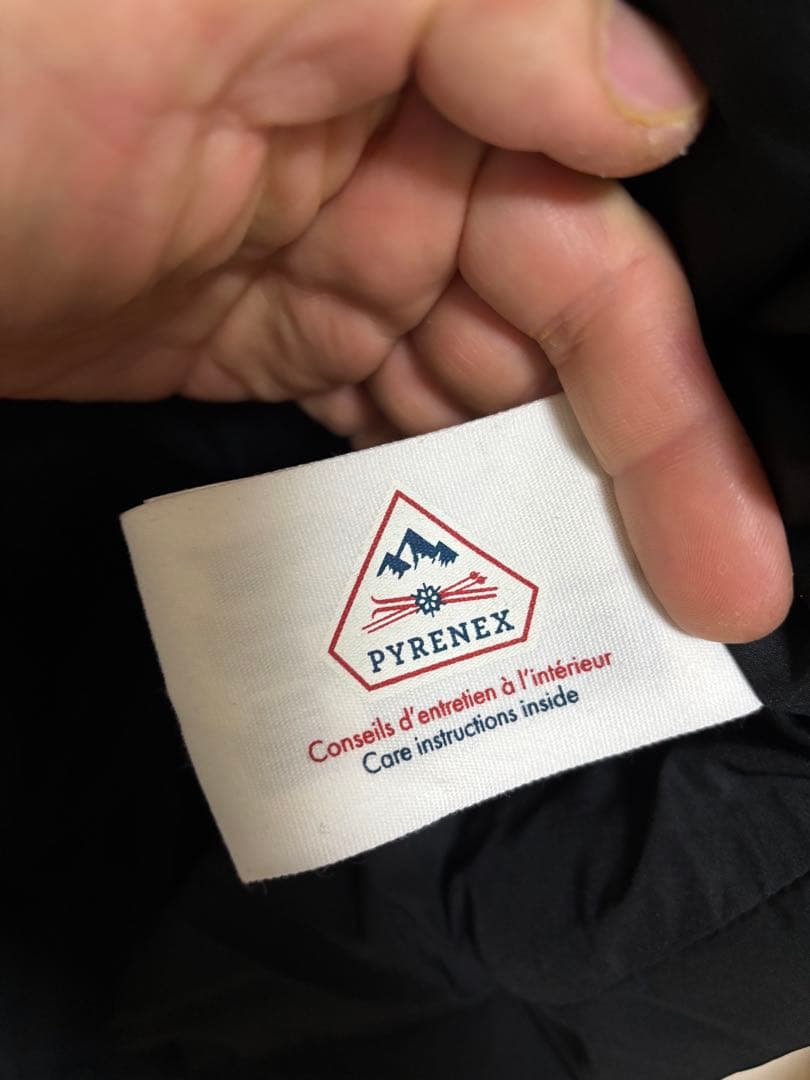 PYRENEX
Conseils d'entretien à l'intérieur
Care instructions inside